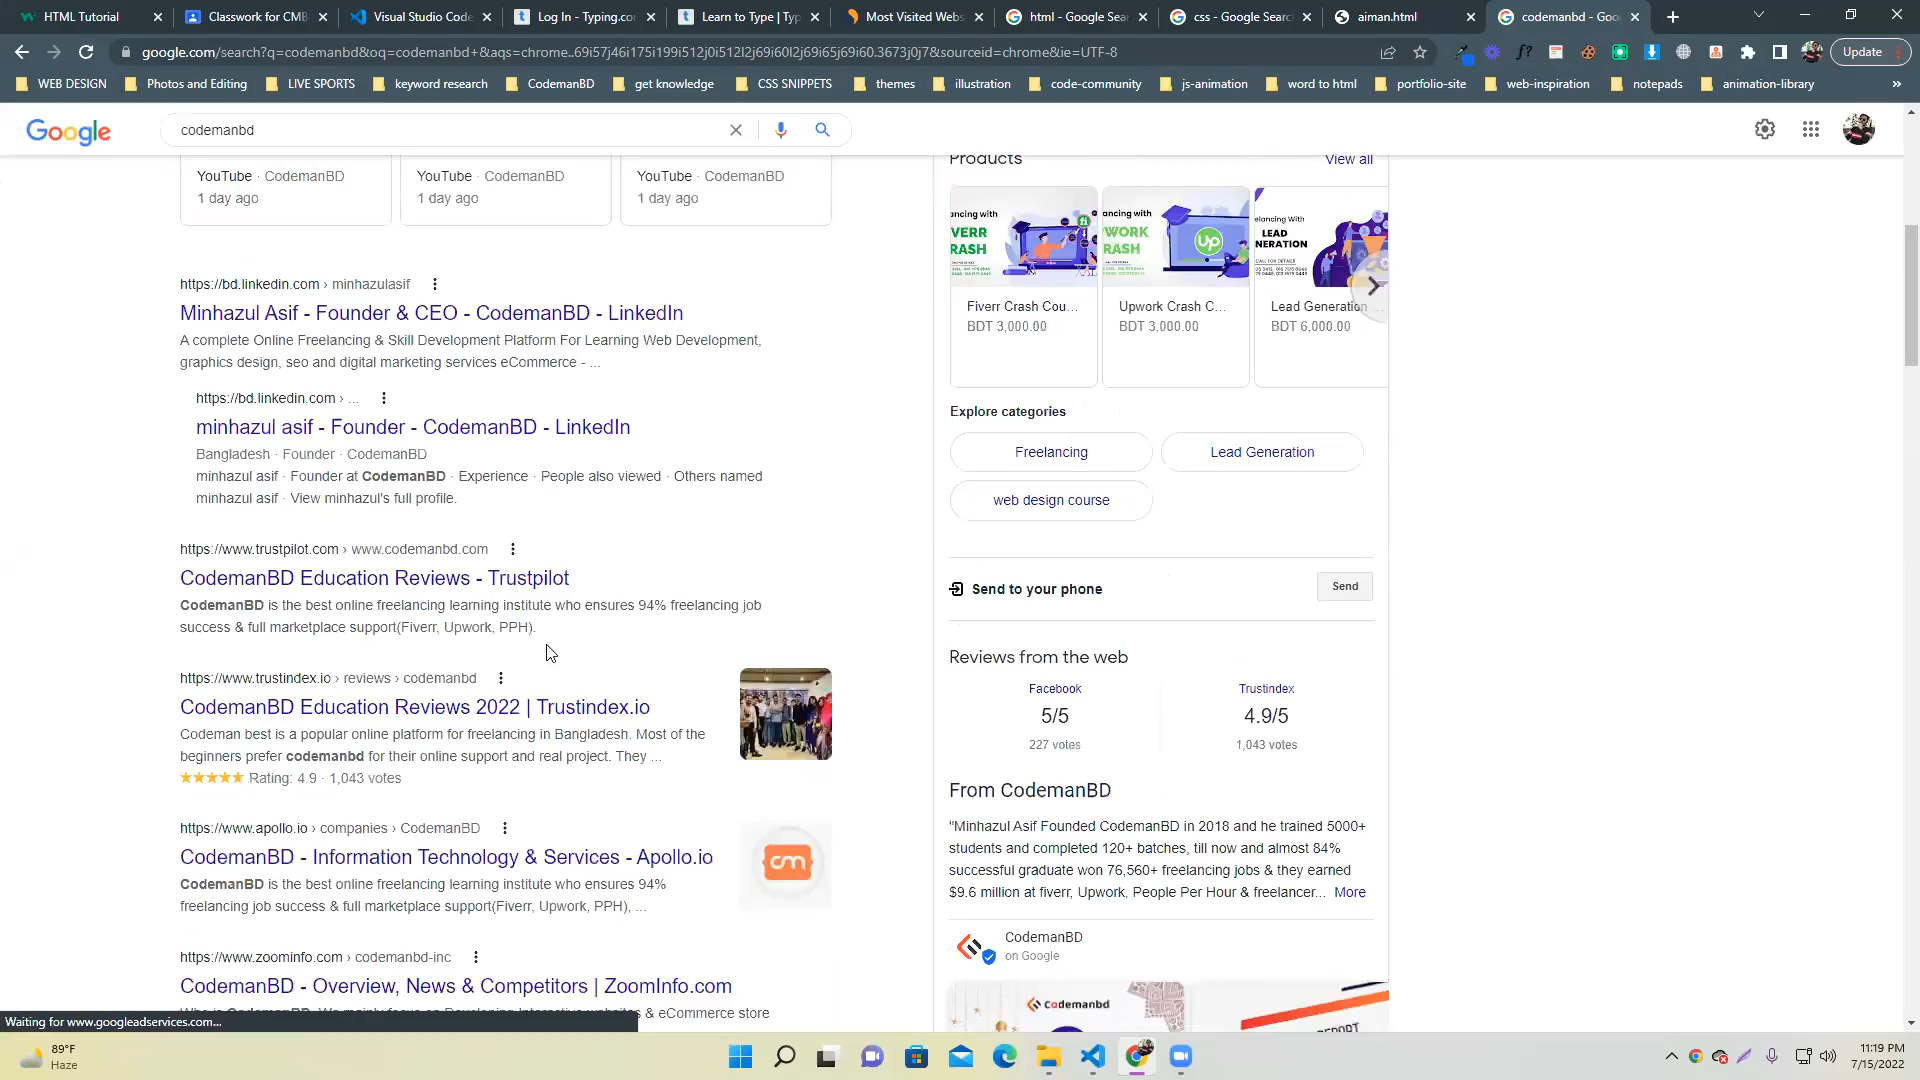 HTML Tutorial
Classwork for CMB
Visual Studio Code
Log In - Typing.com
Learn to Type | Typ
Most Visited Webs
html - Google Sear
css - Google Searc
aiman.html
codemanbd - Goo
google.com/search?q=codemanbd&oq=codemanbd+&aqs=chrome..69i57j46i175i199i512j0i512l2j69i60l2j69i65j69i60.3673j0j7&sourceid=chrome&ie=UTF-8
Update
WEB DESIGN
Photos and Editing
LIVE SPORTS
keyword research
CodemanBD
get knowledge
CSS SNIPPETS
themes
illustration
code-community
js-animation
word to html
portfolio-site
web-inspiration
notepads
animation-library
»
Google
codemanbd
YouTube · CodemanBD
1 day ago
YouTube · CodemanBD
1 day ago
YouTube · CodemanBD
1 day ago
https://bd.linkedin.com › minhazulasif
Minhazul Asif - Founder & CEO - CodemanBD - LinkedIn
A complete Online Freelancing & Skill Development Platform For Learning Web Development,
graphics design, seo and digital marketing services eCommerce - ...
https://bd.linkedin.com › ...
minhazul asif - Founder - CodemanBD - LinkedIn
Bangladesh · Founder · CodemanBD
minhazul asif · Founder at CodemanBD · Experience · People also viewed · Others named
minhazul asif · View minhazul's full profile.
https://www.trustpilot.com › www.codemanbd.com
CodemanBD Education Reviews - Trustpilot
CodemanBD is the best online freelancing learning institute who ensures 94% freelancing job
success & full marketplace support(Fiverr, Upwork, PPH).
https://www.trustindex.io › reviews › codemanbd
CodemanBD Education Reviews 2022 | Trustindex.io
Codeman best is a popular online platform for freelancing in Bangladesh. Most of the
beginners prefer codemanbd for their online support and real project. They ...
Rating: 4.9 · 1,043 votes
https://www.apollo.io › companies › CodemanBD
CodemanBD - Information Technology & Services - Apollo.io
CodemanBD is the best online freelancing learning institute who ensures 94%
freelancing job success & full marketplace support(Fiverr, Upwork, PPH), ...
cm
https://www.zoominfo.com › codemanbd-inc
CodemanBD - Overview, News & Competitors | ZoomInfo.com
& eCommerce store
Waiting for www.googleadservices.com...
Products
View all
ancing with
VERR
RASH
ancing with
WORK
RASH
up
elancing With
LEAD
ENERATION
Fiverr Crash Cou...
BDT 3,000.00
Upwork Crash C...
BDT 3,000.00
Lead Generation
BDT 6,000.00
Explore categories
Freelancing
Lead Generation
web design course
Send to your phone
Send
Reviews from the web
Facebook
5/5
227 votes
Trustindex
4.9/5
1,043 votes
From CodemanBD
"Minhazul Asif Founded CodemanBD in 2018 and he trained 5000+
students and completed 120+ batches, till now and almost 84%
successful graduate won 76,560+ freelancing jobs & they earned
$9.6 million at fiverr, Upwork, People Per Hour & freelancer... More
CodemanBD
on Google
Codemanbd
89°F
Haze
11:19 PM
7/15/2022